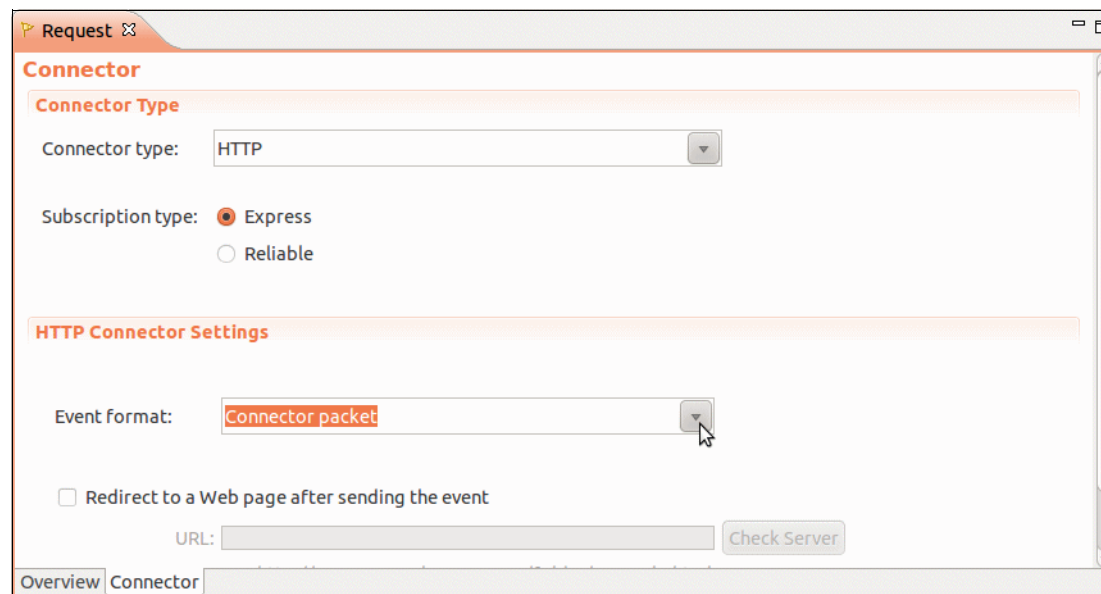 Request
Connector
Connector Type
Connector type: HTTP
Subscription type: Express
Reliable
HTTP Connector Settings
Event format: Connector packet
Redirect to a Web page after sending the event
URL: Check Server
Overview Connector